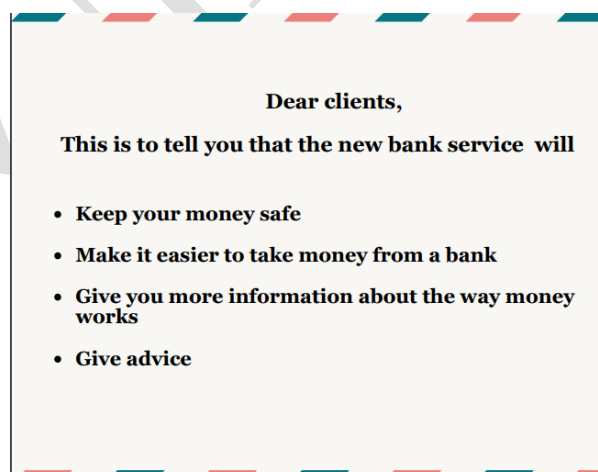 Dear clients,
This is to tell you that the new bank service will
• Keep your money safe
• Make it easier to take money from a bank
• Give you more information about the way money
works
• Give advice